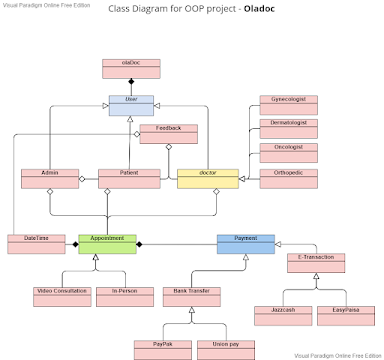 Visual Paradigm Online Free Edition
Class Diagram for OOP project - Oladoc
olaDoc
User
Gynecologist
Feedback
Dermatologist
Oncologist
Admin
Patient
doctor
Orthopedic
DateTime
Appointment
Payment
E-Transaction
Video Consultation
In-Person
Bank Transfer
Jazzcash
EasyPaisa
PayPak
Union pay
Visual Paradigm Online Free Edition